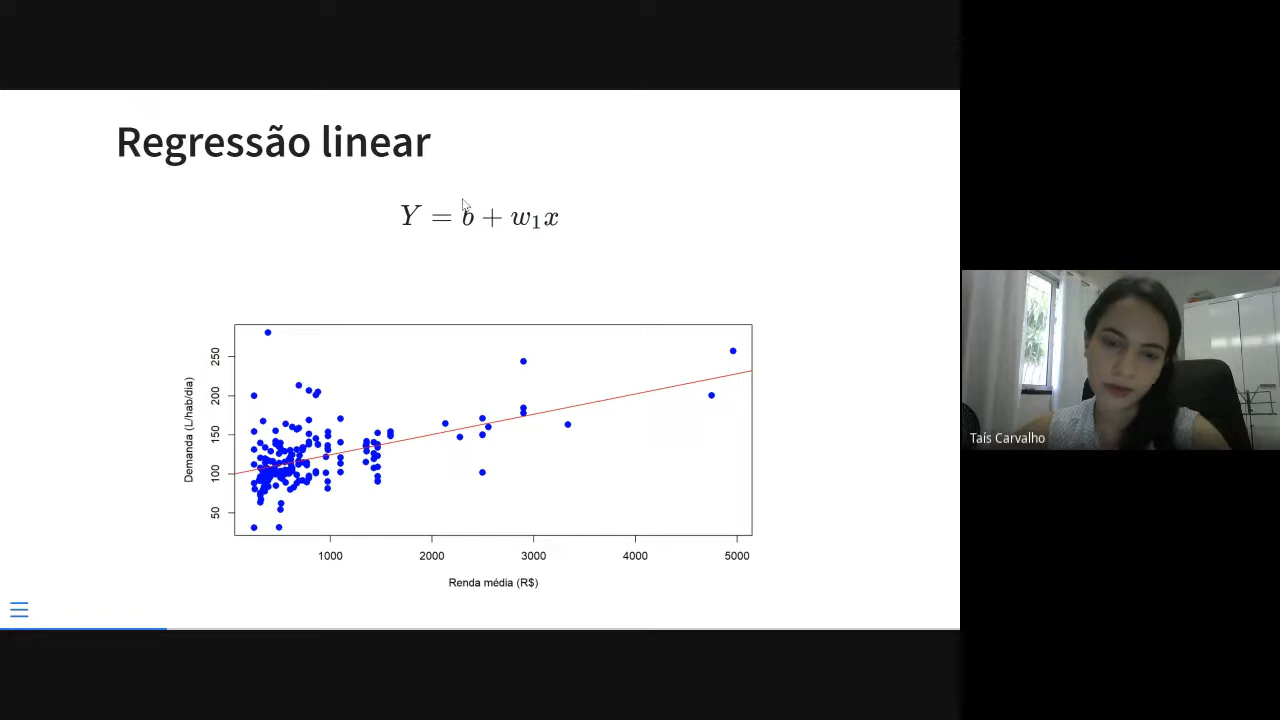 Regressão linear
Y = b + w₁x
Demanda (L/hab/dia)
250
200
150
100
50
1000 2000 3000 4000 5000
Renda média (R$)
Taís Carvalho